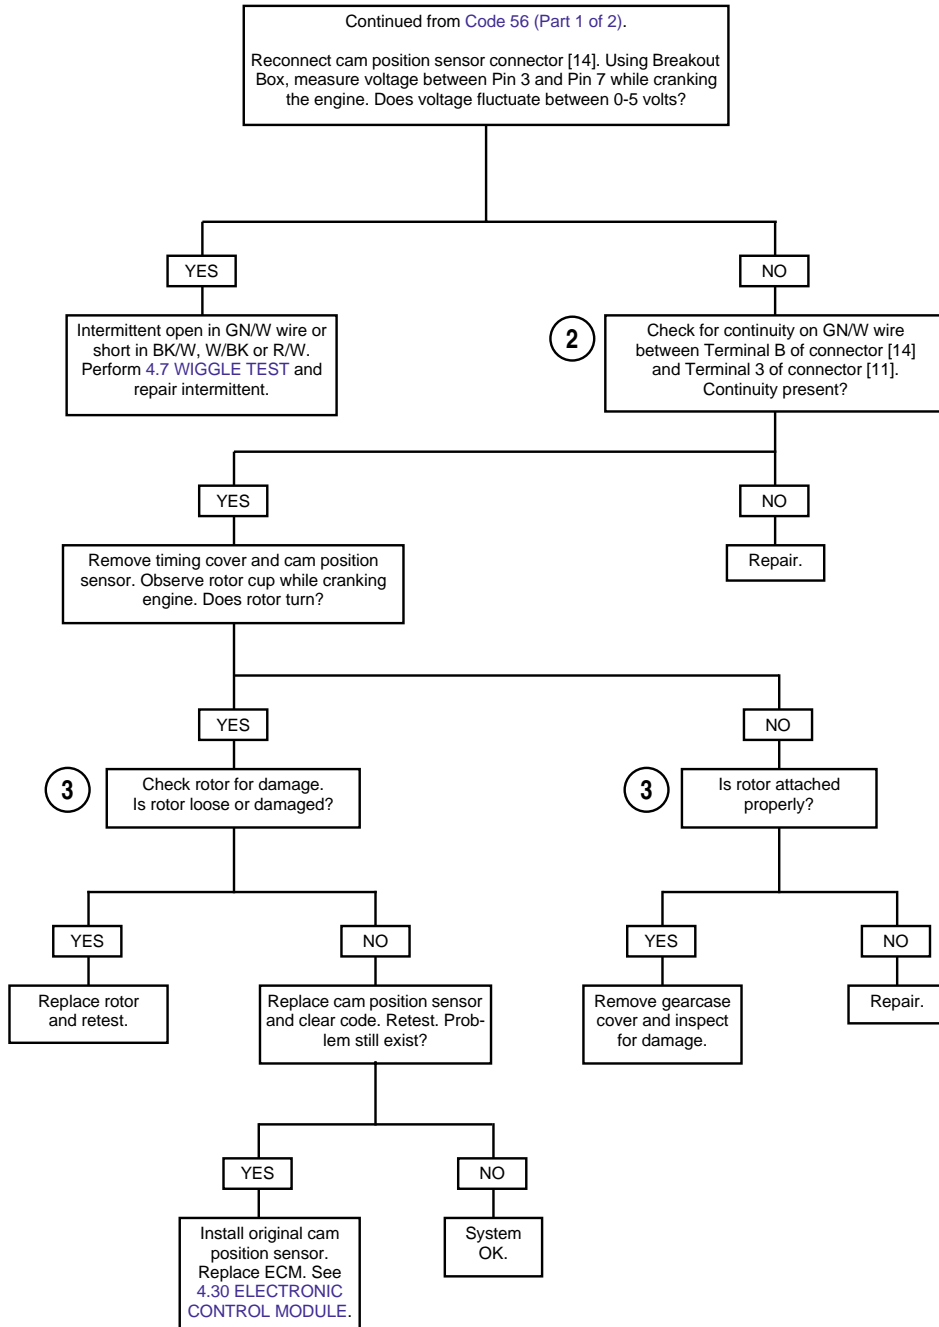 Continued from Code 56 (Part 1 of 2).
Reconnect cam position sensor connector [14]. Using Breakout
Box, measure voltage between Pin 3 and Pin 7 while cranking
the engine. Does voltage fluctuate between 0-5 volts?
YES
NO
Intermittent open in GN/W wire or
short in BK/W, W/BK or R/W.
Perform 4.7 WIGGLE TEST and
repair intermittent.
2
Check for continuity on GN/W wire
between Terminal B of connector [14]
and Terminal 3 of connector [11].
Continuity present?
YES
NO
Remove timing cover and cam position
sensor. Observe rotor cup while cranking
engine. Does rotor turn?
Repair.
YES
NO
3
Check rotor for damage.
Is rotor loose or damaged?
3
Is rotor attached
properly?
YES
NO
YES
NO
Replace rotor
and retest.
Replace cam position sensor
and clear code. Retest. Prob-
lem still exist?
Remove gearcase
cover and inspect
for damage.
Repair.
YES
NO
Install original cam
position sensor.
Replace ECM. See
4.30 ELECTRONIC
CONTROL MODULE.
System
OK.